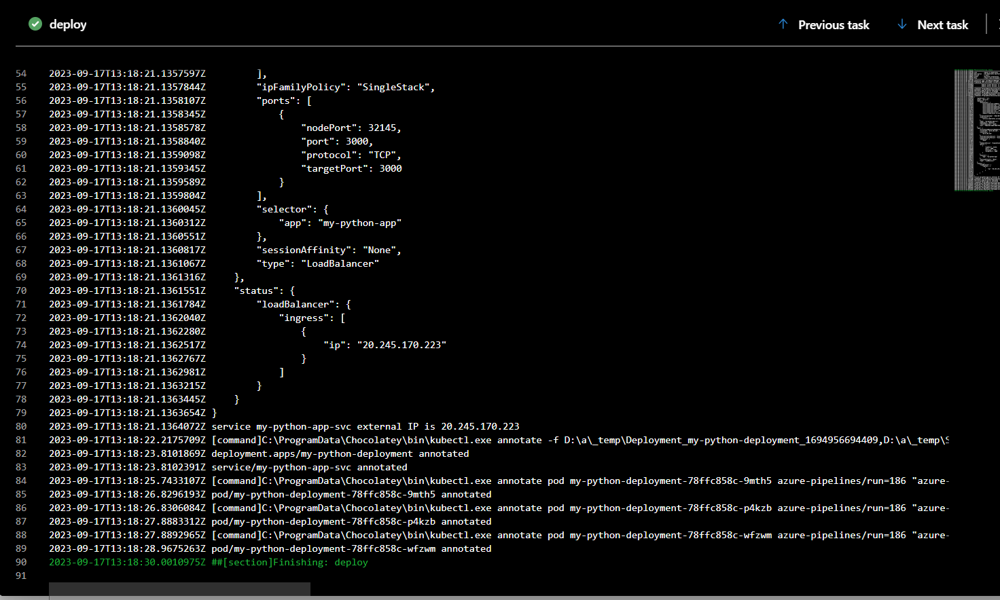 deploy
Previous task
Next task
54 2023-09-17T13:18:21.1357597Z         ],
55 2023-09-17T13:18:21.1357844Z         "ipFamilyPolicy": "SingleStack",
56 2023-09-17T13:18:21.1358107Z         "ports": [
57 2023-09-17T13:18:21.1358345Z             {
58 2023-09-17T13:18:21.1358578Z                 "nodePort": 32145,
59 2023-09-17T13:18:21.1358840Z                 "port": 3000,
60 2023-09-17T13:18:21.1359098Z                 "protocol": "TCP",
61 2023-09-17T13:18:21.1359345Z                 "targetPort": 3000
62 2023-09-17T13:18:21.1359589Z             }
63 2023-09-17T13:18:21.1359804Z         ],
64 2023-09-17T13:18:21.1360045Z         "selector": {
65 2023-09-17T13:18:21.1360312Z             "app": "my-python-app"
66 2023-09-17T13:18:21.1360551Z         },
67 2023-09-17T13:18:21.1360817Z         "sessionAffinity": "None",
68 2023-09-17T13:18:21.1361067Z         "type": "LoadBalancer"
69 2023-09-17T13:18:21.1361316Z     },
70 2023-09-17T13:18:21.1361551Z     "status": {
71 2023-09-17T13:18:21.1361784Z         "loadBalancer": {
72 2023-09-17T13:18:21.1362040Z             "ingress": [
73 2023-09-17T13:18:21.1362280Z                 {
74 2023-09-17T13:18:21.1362517Z                     "ip": "20.245.170.223"
75 2023-09-17T13:18:21.1362767Z                 }
76 2023-09-17T13:18:21.1362981Z             ]
77 2023-09-17T13:18:21.1363215Z         }
78 2023-09-17T13:18:21.1363445Z     }
79 2023-09-17T13:18:21.1363654Z }
80 2023-09-17T13:18:21.1364072Z service my-python-app-svc external IP is 20.245.170.223
81 2023-09-17T13:18:22.2175709Z [command]C:\ProgramData\Chocolatey\bin\kubectl.exe annotate -f D:\a\_temp\Deployment_my-python-deployment_1694956694409,D:\a\_temp\S
82 2023-09-17T13:18:23.8101869Z deployment.apps/my-python-deployment annotated
83 2023-09-17T13:18:23.8102391Z service/my-python-app-svc annotated
84 2023-09-17T13:18:25.7433107Z [command]C:\ProgramData\Chocolatey\bin\kubectl.exe annotate pod my-python-deployment-78ffc858c-9mth5 azure-pipelines/run=186 "azure-
85 2023-09-17T13:18:26.8296193Z pod/my-python-deployment-78ffc858c-9mth5 annotated
86 2023-09-17T13:18:26.8306084Z [command]C:\ProgramData\Chocolatey\bin\kubectl.exe annotate pod my-python-deployment-78ffc858c-p4kzb azure-pipelines/run=186 "azure-
87 2023-09-17T13:18:27.8883312Z pod/my-python-deployment-78ffc858c-p4kzb annotated
88 2023-09-17T13:18:27.8892965Z [command]C:\ProgramData\Chocolatey\bin\kubectl.exe annotate pod my-python-deployment-78ffc858c-wfzwm azure-pipelines/run=186 "azure-
89 2023-09-17T13:18:28.9675263Z pod/my-python-deployment-78ffc858c-wfzwm annotated
90 2023-09-17T13:18:30.0010975Z ##[section]Finishing: deploy
91